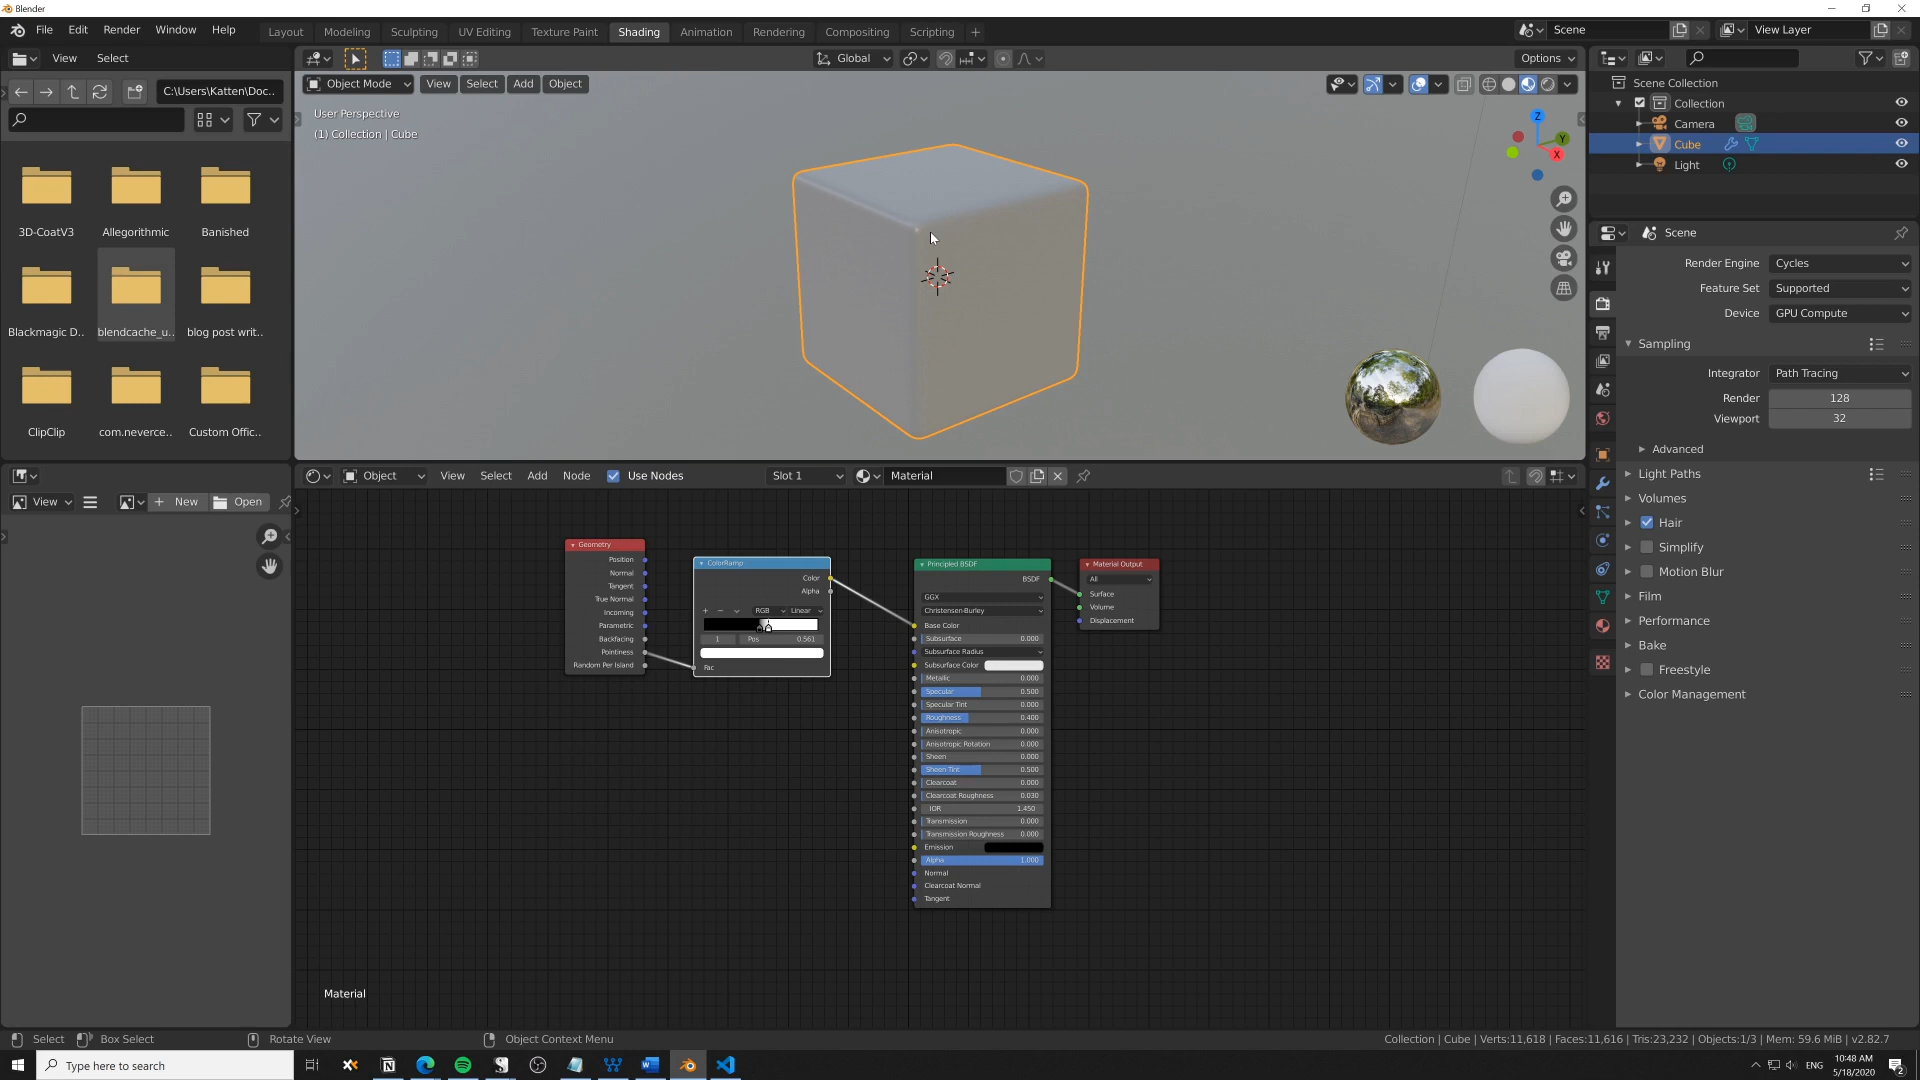 Blender
File Edit Render Window Help
Layout Modeling Sculpting UV Editing Texture Paint Shading Animation Rendering Compositing Scripting +
Scene
View Layer
View Select
Global
Options
C:\Users\Katten\Doc..
Object Mode View Select Add Object
User Perspective
(1) Collection | Cube
Z
Y
X
3D-CoatV3 Allegorithmic Banished
Blackmagic D.. blendcache_u.. blog post writ..
ClipClip com.neverce.. Custom Offic..
Scene Collection
Collection
Camera
Cube
Light
Scene
Render Engine Cycles
Feature Set Supported
Device GPU Compute
Sampling
Integrator Path Tracing
Render 128
Viewport 32
Advanced
Light Paths
Volumes
Hair
Simplify
Motion Blur
Film
Performance
Bake
Freestyle
Color Management
View + New Open
Object View Select Add Node Use Nodes Slot 1 Material
Geometry
Position
Normal
Tangent
True Normal
Incoming
Parametric
Backfacing
Pointiness
Random Per Island
ColorRamp
Color
Alpha
+ − RGB Linear
1 Pos 0.561
Fac
Principled BSDF
BSDF
GGX
Christensen-Burley
Base Color
Subsurface 0.000
Subsurface Radius
Subsurface Color
Metallic 0.000
Specular 0.500
Specular Tint 0.000
Roughness 0.400
Anisotropic 0.000
Anisotropic Rotation 0.000
Sheen 0.000
Sheen Tint 0.500
Clearcoat 0.000
Clearcoat Roughness 0.030
IOR 1.450
Transmission 0.000
Transmission Roughness 0.000
Emission
Alpha 1.000
Normal
Clearcoat Normal
Tangent
Material Output
All
Surface
Volume
Displacement
Material
Select Box Select Rotate View Object Context Menu
Collection | Cube | Verts:11,618 | Faces:11,616 | Tris:23,232 | Objects:1/3 | Mem: 59.6 MiB | v2.82.7
Type here to search
ENG
10:48 AM
5/18/2020
2